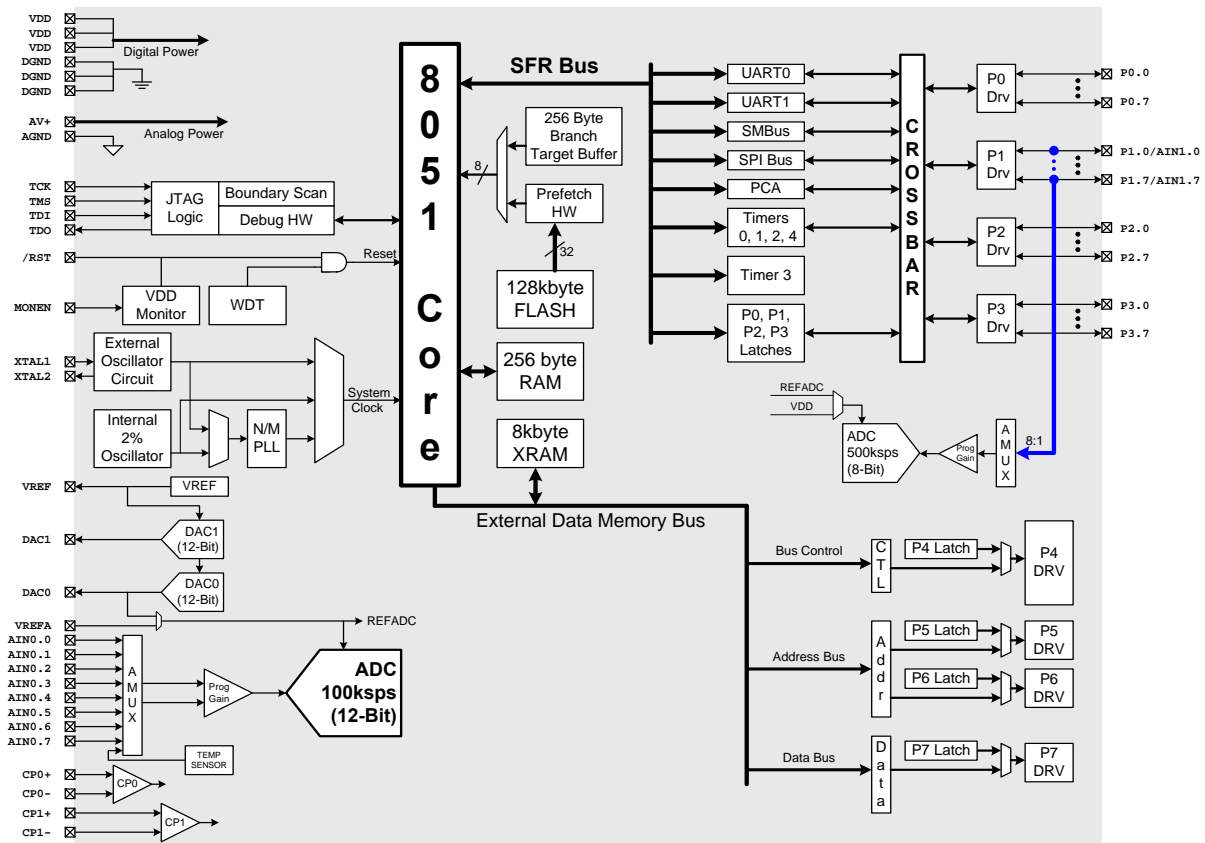 VDD
VDD
VDD
Digital Power
DGND
DGND
DGND
AV+
Analog Power
AGND
TCK
TMS
TDI
TDO
JTAG
Logic
Boundary Scan
Debug HW
/RST
Reset
MONEN
VDD
Monitor
WDT
XTAL1
XTAL2
External
Oscillator
Circuit
Internal
2%
Oscillator
N/M
PLL
System
Clock
VREF
VREF
DAC1
DAC1
(12-Bit)
DAC0
DAC0
(12-Bit)
VREFA
REFADC
AIN0.0
AIN0.1
AIN0.2
AIN0.3
AIN0.4
AIN0.5
AIN0.6
AIN0.7
A
M
U
X
Prog
Gain
ADC
100ksps
(12-Bit)
TEMP
SENSOR
CP0+
CP0-
CP0
CP1+
CP1-
CP1
8
0
5
1
C
o
r
e
SFR Bus
8
256 Byte
Branch
Target Buffer
Prefetch
HW
32
128kbyte
FLASH
256 byte
RAM
8kbyte
XRAM
External Data Memory Bus
UART0
UART1
SMBus
SPI Bus
PCA
Timers
0, 1, 2, 4
Timer 3
P0, P1,
P2, P3
Latches
C
R
O
S
S
B
A
R
P0
Drv
P0.0
P0.7
P1
Drv
P1.0/AIN1.0
P1.7/AIN1.7
P2
Drv
P2.0
P2.7
P3
Drv
P3.0
P3.7
REFADC
VDD
ADC
500ksps
(8-Bit)
Prog
Gain
A
M
U
X
8:1
Bus Control
C
T
L
P4 Latch
P4
DRV
Address Bus
A
d
d
r
P5 Latch
P5
DRV
P6 Latch
P6
DRV
Data Bus
D
a
t
a
P7 Latch
P7
DRV